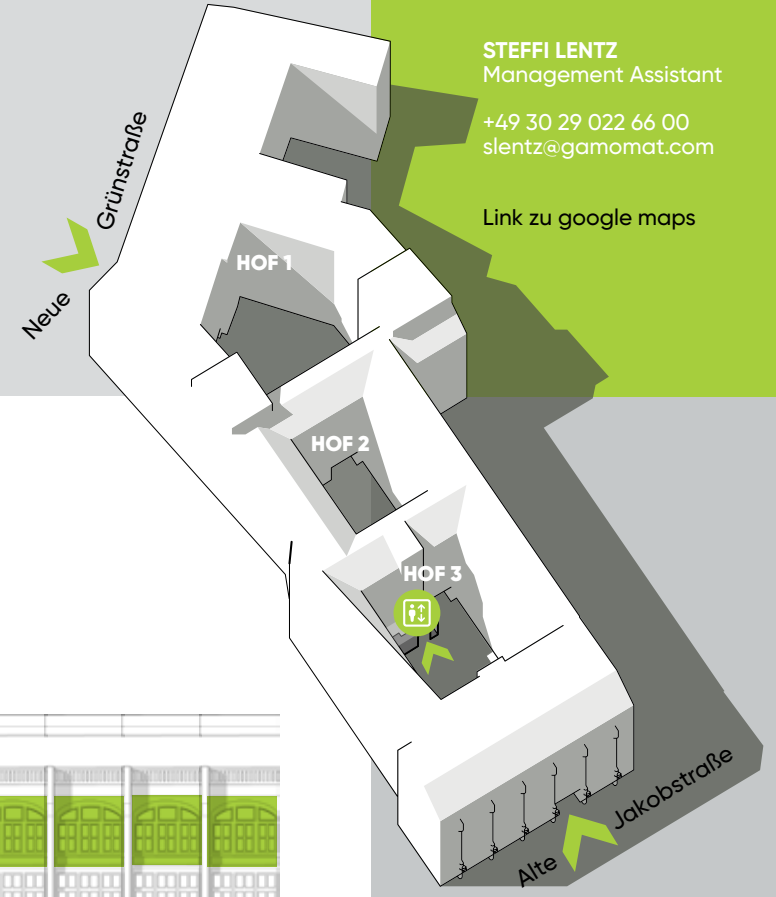 STEFFI LENTZ
Management Assistant
+49 30 29 022 66 00
slentz@gamomat.com
Link zu google maps
Neue Grünstraße
HOF 1
HOF 2
HOF 3
Alte Jakobstraße